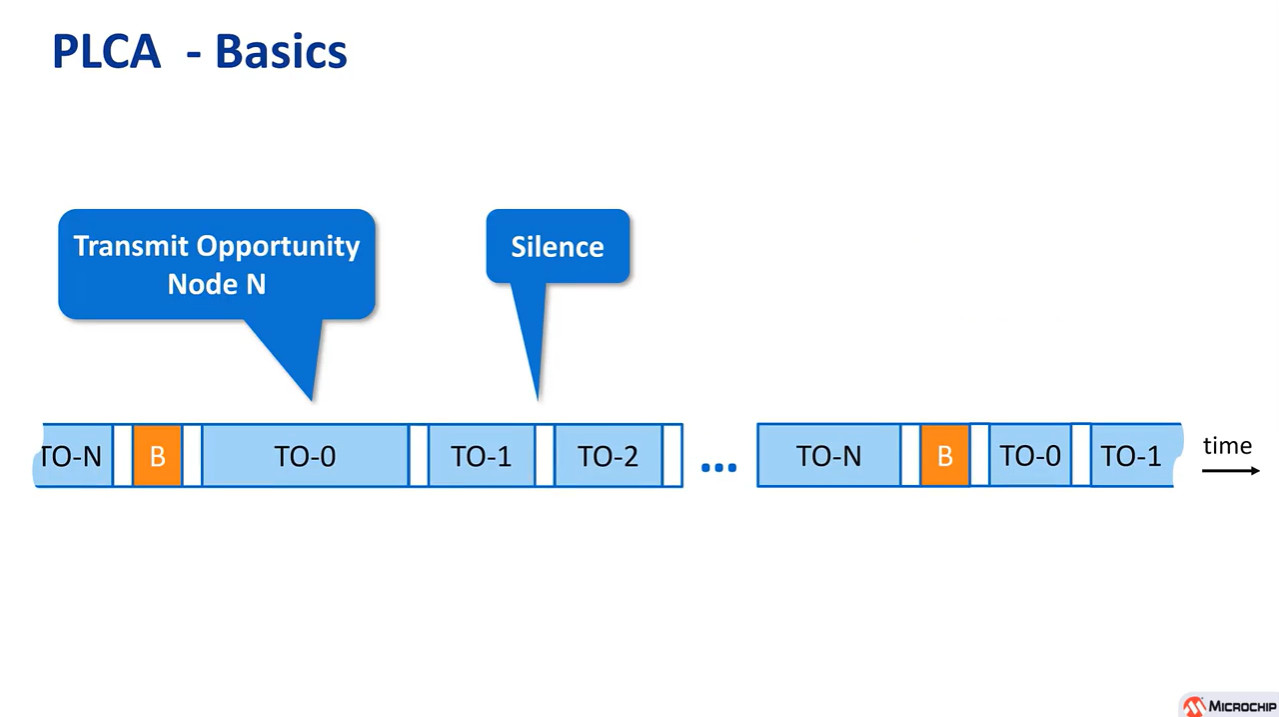 PLCA - Basics
Transmit Opportunity
Node N
Silence
TO-N B TO-0 TO-1 TO-2 ... TO-N B TO-0 TO-1 time
MICROCHIP